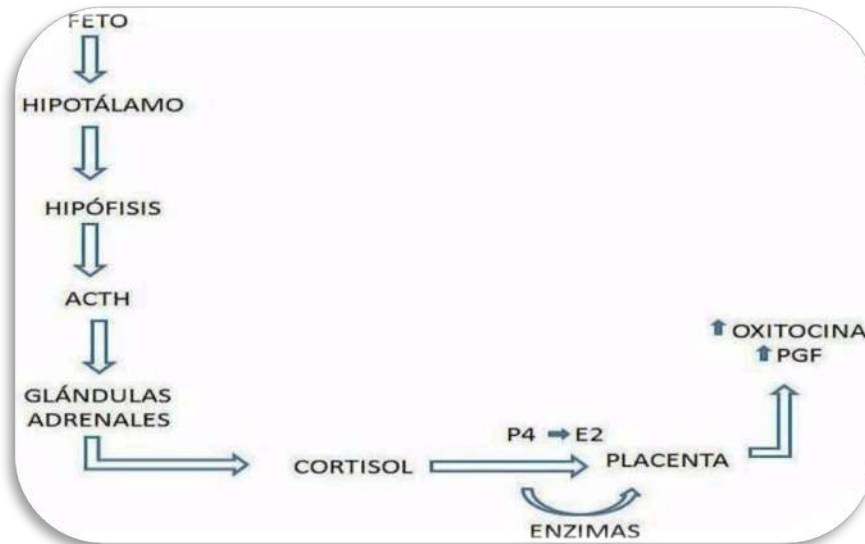 FETO
HIPOTÁLAMO
HIPÓFISIS
ACTH
GLÁNDULAS
ADRENALES
CORTISOL
P4 ➡ E2
PLACENTA
ENZIMAS
⬆ OXITOCINA
⬆ PGF